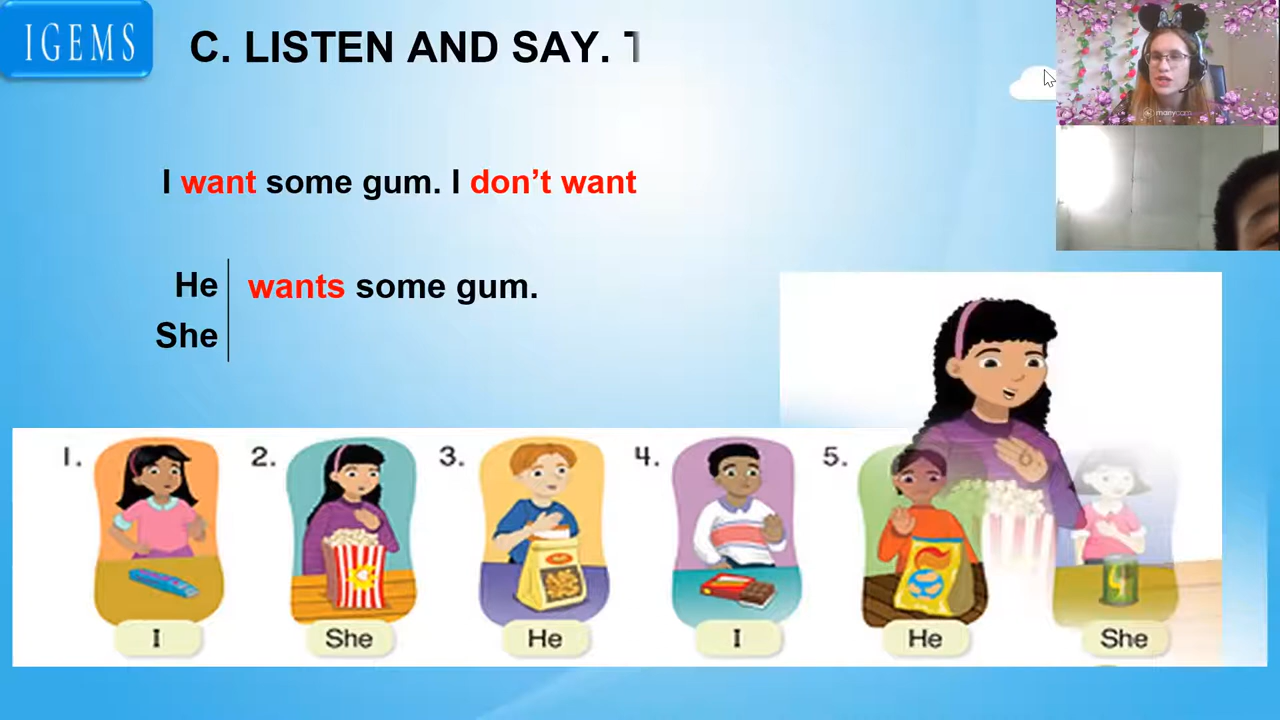 IGEMS
C. LISTEN AND SAY. T
manycam
I want some gum. I don't want
He wants some gum.
She
1. 2. 3. 4. 5.
I She He I He She